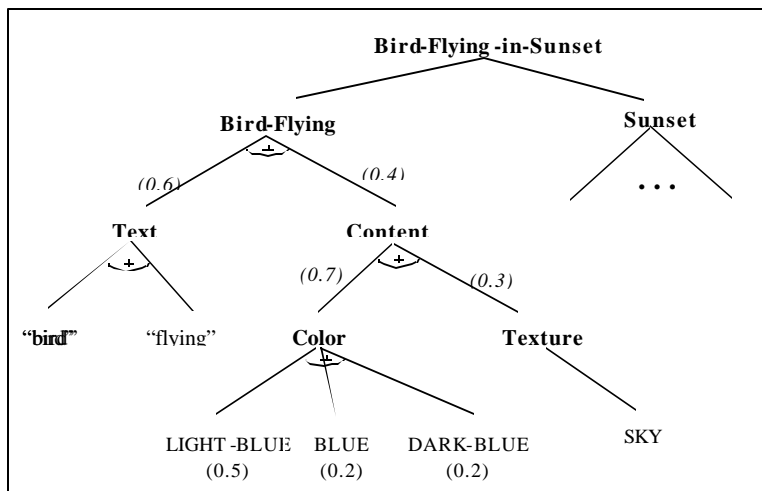 Bird-Flying-in-Sunset
Bird-Flying
Sunset
+
(0.6)
(0.4)
...
Text
Content
+
+
(0.7)
(0.3)
“bird”
“flying”
Color
Texture
+
LIGHT-BLUE
BLUE
DARK-BLUE
SKY
(0.5)
(0.2)
(0.2)